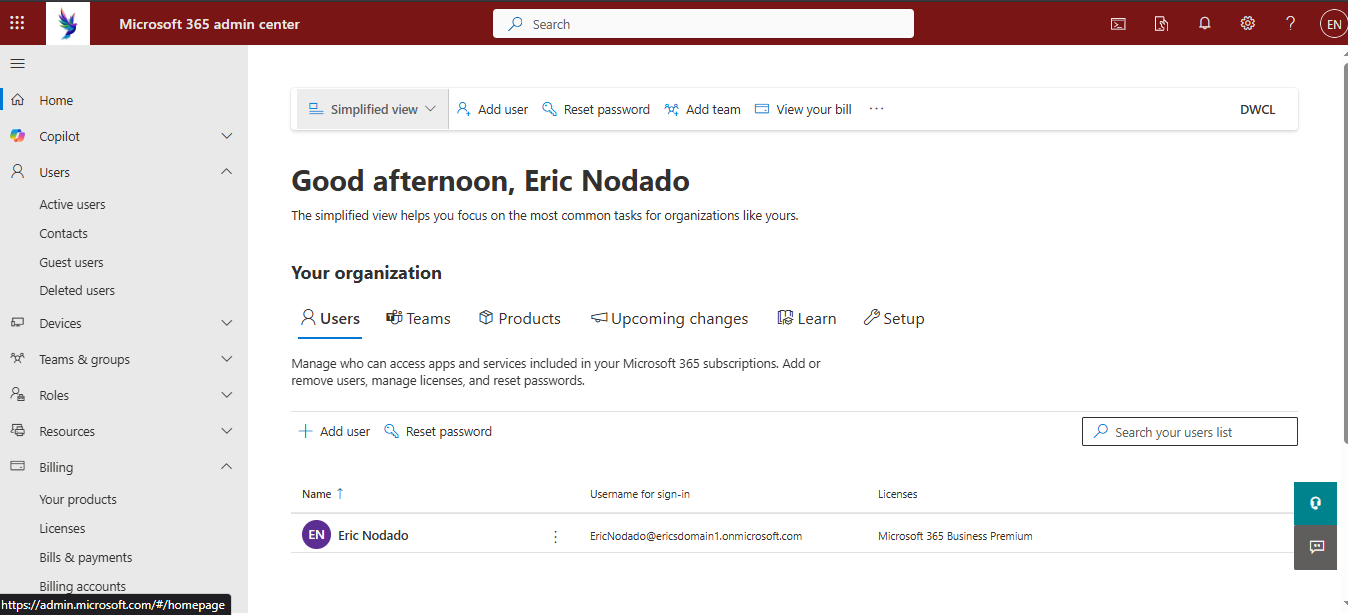 Microsoft 365 admin center
Search
EN
Home
Copilot
Users
Active users
Contacts
Guest users
Deleted users
Devices
Teams & groups
Roles
Resources
Billing
Your products
Licenses
Bills & payments
Billing accounts
https://admin.microsoft.com/#/homepage
Simplified view Add user Reset password Add team View your bill ··· DWCL
Good afternoon, Eric Nodado
The simplified view helps you focus on the most common tasks for organizations like yours.
Your organization
Users Teams Products Upcoming changes Learn Setup
Manage who can access apps and services included in your Microsoft 365 subscriptions. Add or
remove users, manage licenses, and reset passwords.
Add user Reset password Search your users list
Name ↑ Username for sign-in Licenses
EN Eric Nodado EricNodado@ericsdomain1.onmicrosoft.com Microsoft 365 Business Premium